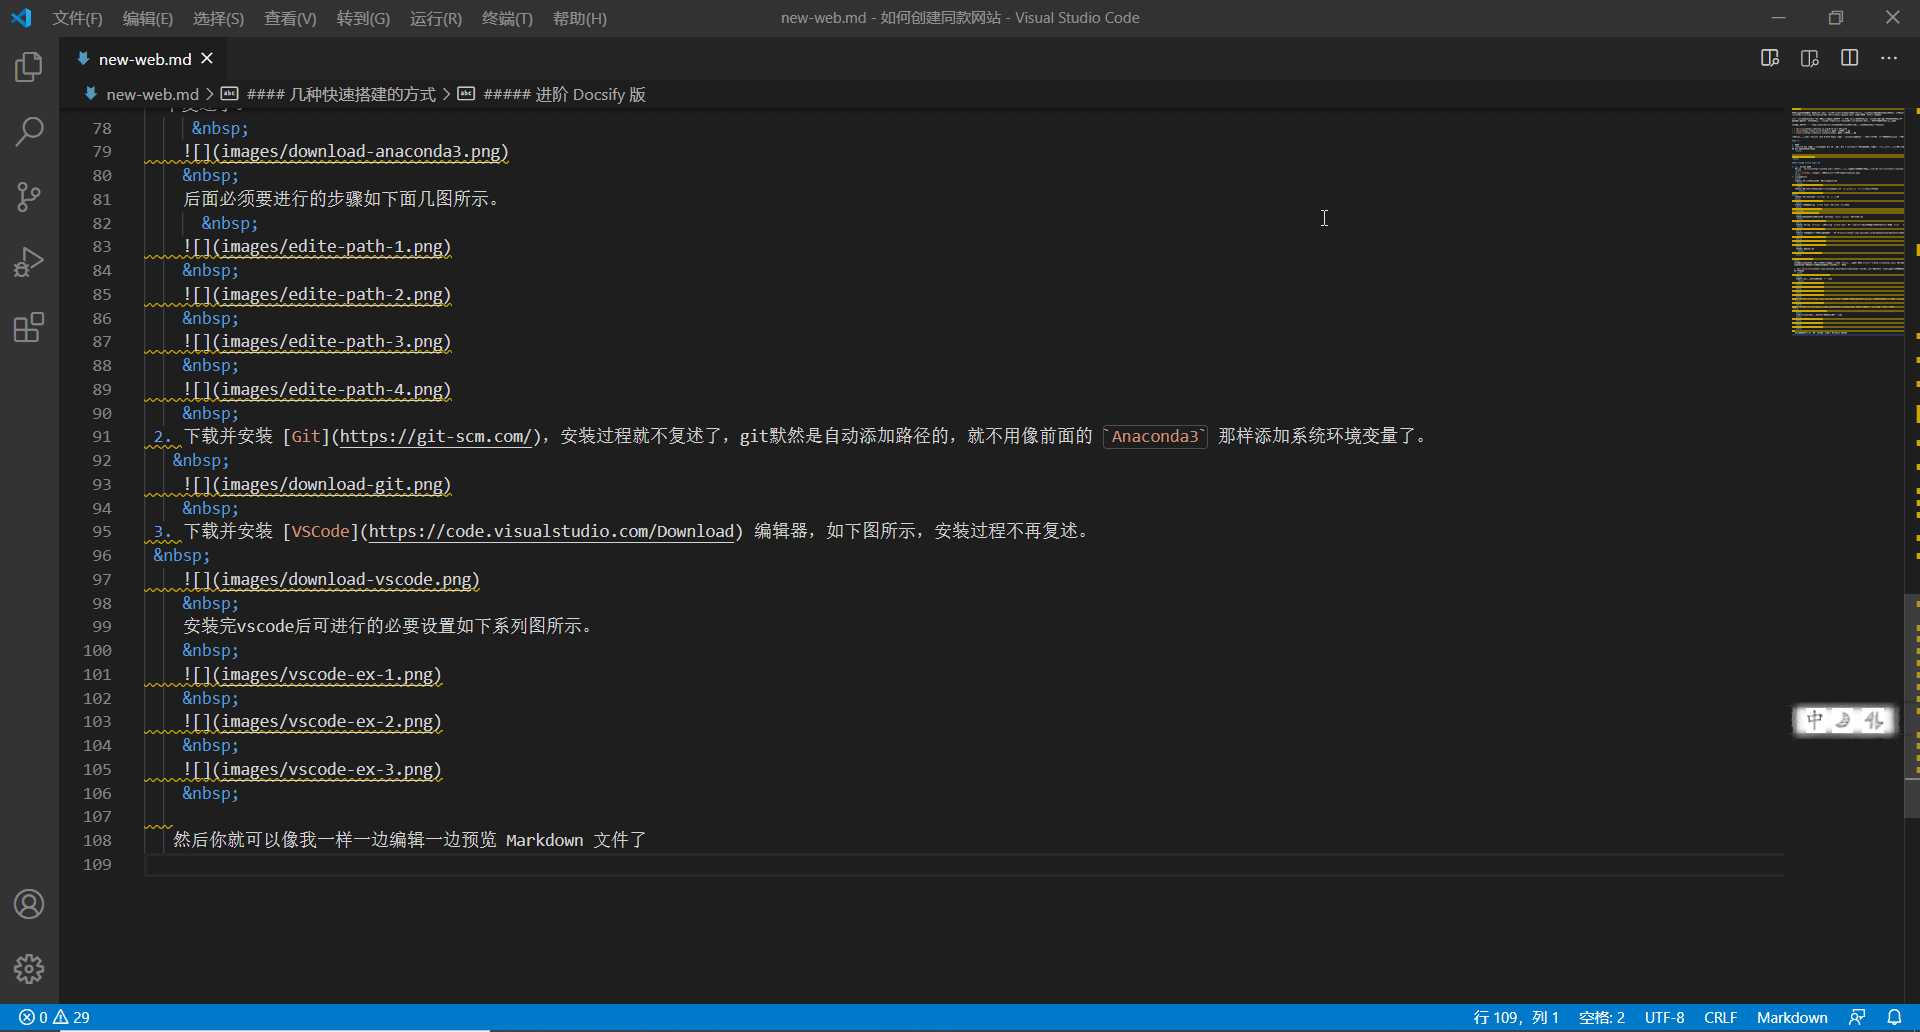 文件(F) 编辑(E) 选择(S) 查看(V) 转到(G) 运行(R) 终端(T) 帮助(H) new-web.md - 如何创建同款网站 - Visual Studio Code
new-web.md
new-web.md > #### 几种快速搭建的方式 > ##### 进阶 Docsify 版
78 &nbsp;
79 ![](images/download-anaconda3.png)
80 &nbsp;
81 后面必须要进行的步骤如下面几图所示。
82 &nbsp;
83 ![](images/edite-path-1.png)
84 &nbsp;
85 ![](images/edite-path-2.png)
86 &nbsp;
87 ![](images/edite-path-3.png)
88 &nbsp;
89 ![](images/edite-path-4.png)
90 &nbsp;
91 2. 下载并安装 [Git](https://git-scm.com/)，安装过程就不复述了，git默然是自动添加路径的，就不用像前面的 `Anaconda3` 那样添加系统环境变量了。
92 &nbsp;
93 ![](images/download-git.png)
94 &nbsp;
95 3. 下载并安装 [VSCode](https://code.visualstudio.com/Download) 编辑器，如下图所示，安装过程不再复述。
96 &nbsp;
97 ![](images/download-vscode.png)
98 &nbsp;
99 安装完vscode后可进行的必要设置如下系列图所示。
100 &nbsp;
101 ![](images/vscode-ex-1.png)
102 &nbsp;
103 ![](images/vscode-ex-2.png)
104 &nbsp;
105 ![](images/vscode-ex-3.png)
106 &nbsp;
107
108 然后你就可以像我一样一边编辑一边预览 Markdown 文件了
109
中
0 29 行 109，列 1 空格: 2 UTF-8 CRLF Markdown